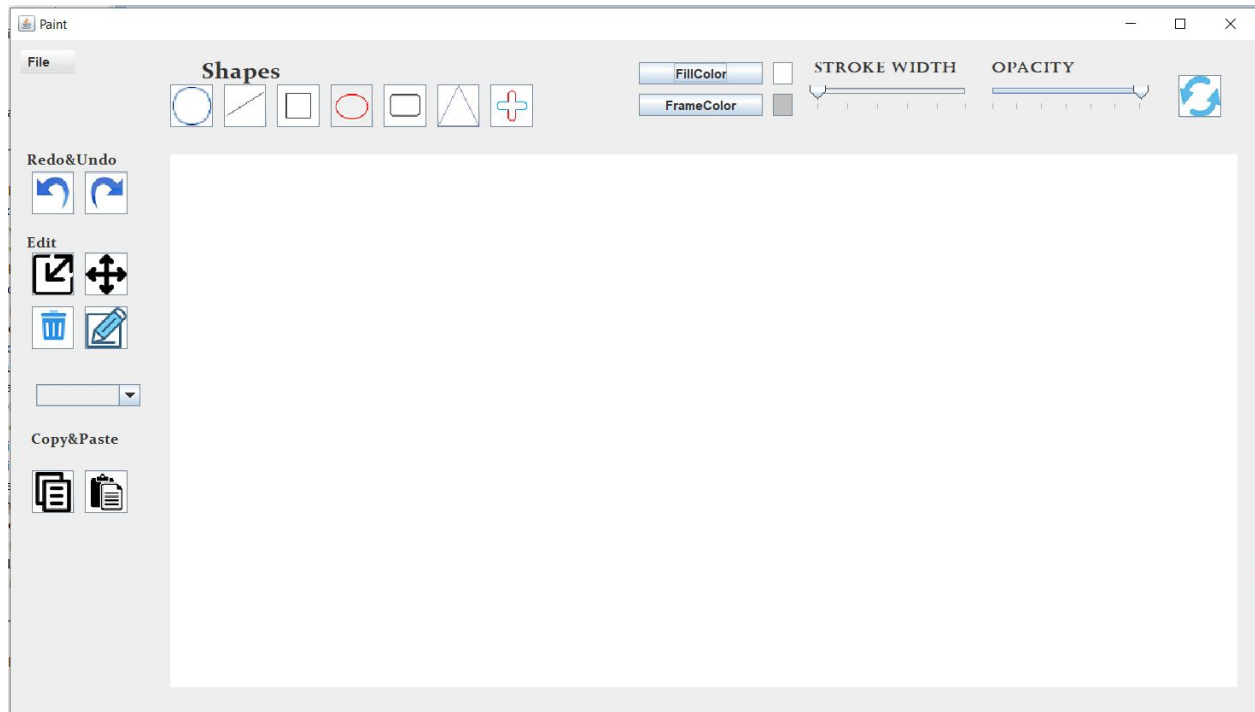 Paint
File
Shapes
FillColor
FrameColor
STROKE WIDTH
OPACITY
Redo&Undo
Edit
Copy&Paste